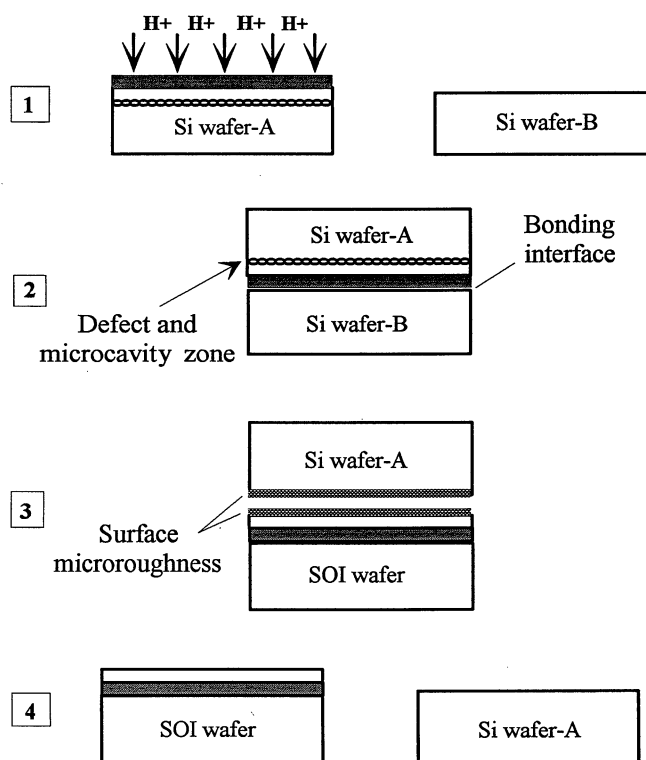 H+ H+ H+ H+
1
Si wafer-A
Si wafer-B
2
Si wafer-A
Bonding
interface
Defect and
microcavity zone
Si wafer-B
3
Si wafer-A
Surface
microroughness
SOI wafer
4
SOI wafer
Si wafer-A